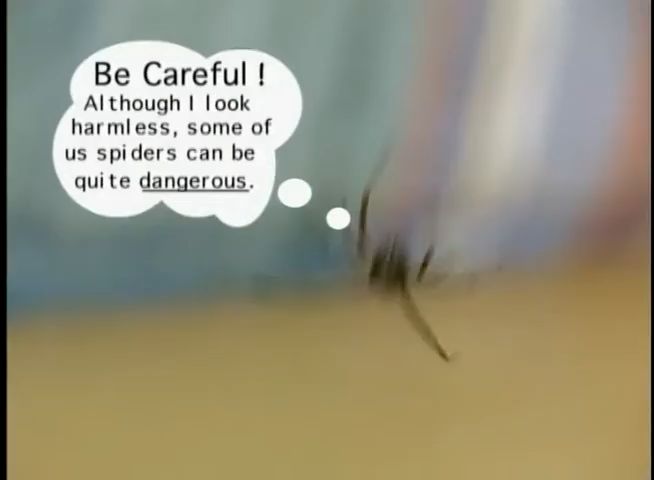 Be Careful !
Although I look
harmless, some of
us spiders can be
quite dangerous.